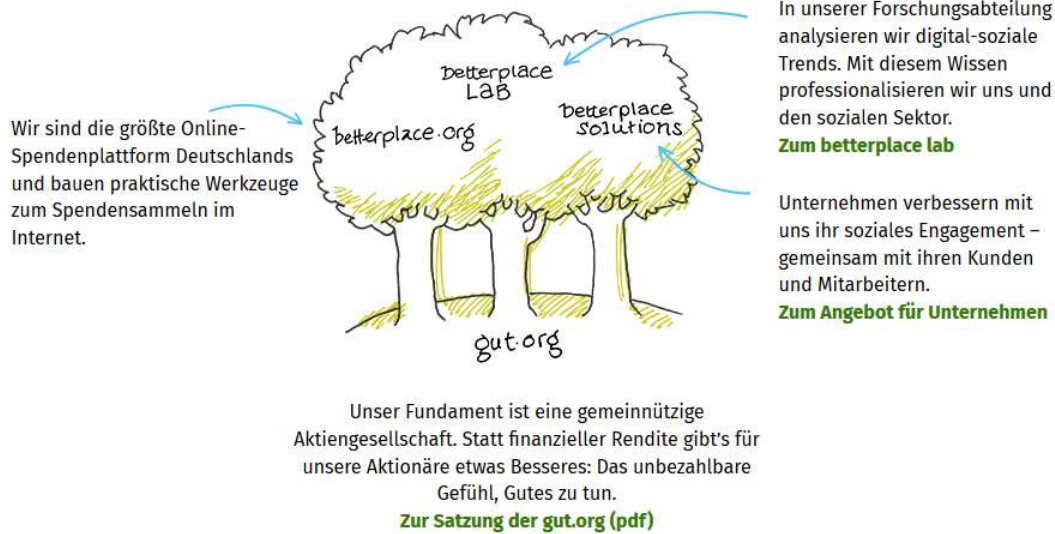 Wir sind die größte Online-
Spendenplattform Deutschlands
und bauen praktische Werkzeuge
zum Spendensammeln im
Internet.
betterplace
LAB
betterplace.org
betterplace
solutions
gut.org
In unserer Forschungsabteilung
analysieren wir digital-soziale
Trends. Mit diesem Wissen
professionalisieren wir uns und
den sozialen Sektor.
Zum betterplace lab
Unternehmen verbessern mit
uns ihr soziales Engagement –
gemeinsam mit ihren Kunden
und Mitarbeitern.
Zum Angebot für Unternehmen
Unser Fundament ist eine gemeinnützige
Aktiengesellschaft. Statt finanzieller Rendite gibt's für
unsere Aktionäre etwas Besseres: Das unbezahlbare
Gefühl, Gutes zu tun.
Zur Satzung der gut.org (pdf)